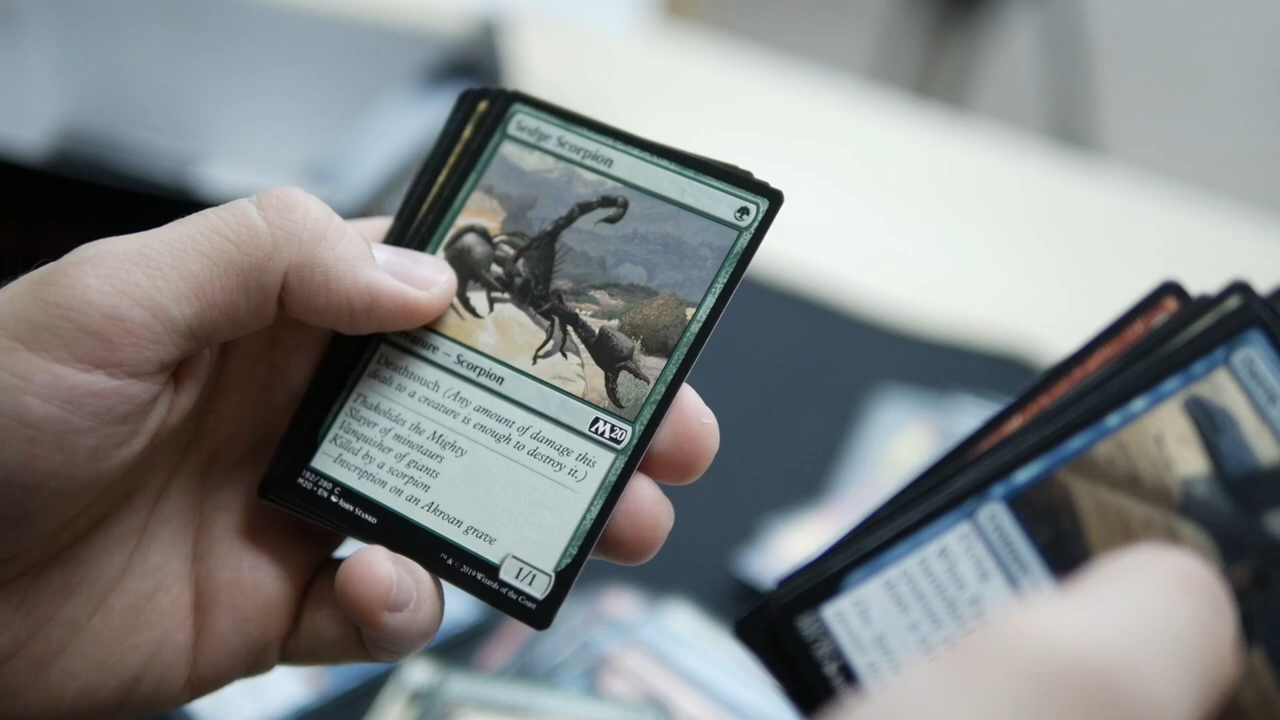 Sedge Scorpion
Creature — Scorpion
M20
Deathtouch (Any amount of damage this
deals to a creature is enough to destroy it.)
Thakolides the Mighty
Slayer of minotaurs
Vanquisher of giants
Killed by a scorpion
—Inscription on an Akroan grave
1/1
192/280 C
M20 • EN JOHN STANKO
™ & © 2019 Wizards of the Coast